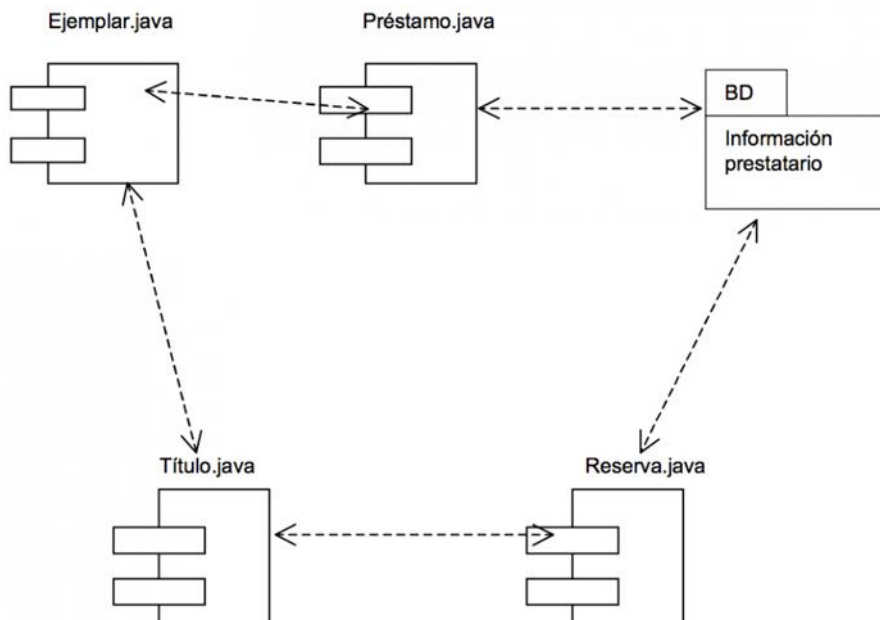 Ejemplar.java
Préstamo.java
BD
Información
prestatario
Título.java
Reserva.java